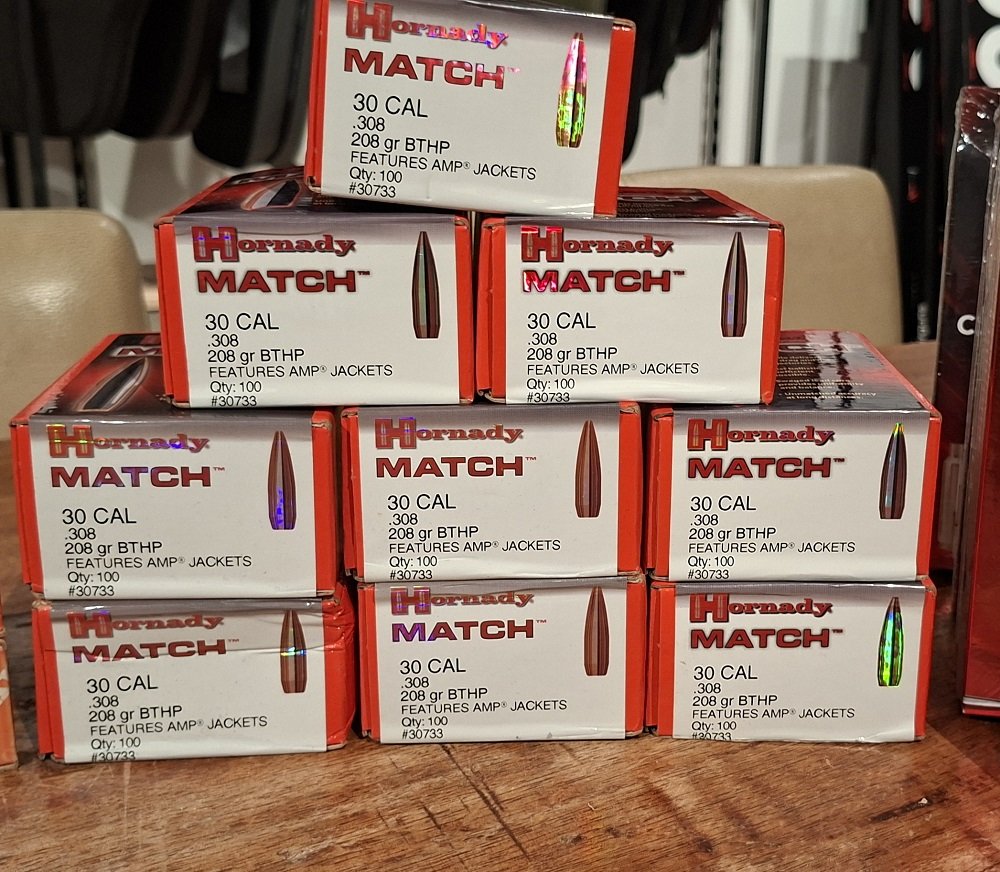 Hornady
MATCH™
30 CAL
.308
208 gr BTHP
FEATURES AMP® JACKETS
Qty: 100
#30733
Hornady
MATCH™
30 CAL
.308
208 gr BTHP
FEATURES AMP® JACKETS
Qty: 100
#30733
Hornady
MATCH™
30 CAL
.308
208 gr BTHP
FEATURES AMP® JACKETS
Qty: 100
#30733
Hornady
MATCH™
30 CAL
.308
208 gr BTHP
FEATURES AMP® JACKETS
Qty: 100
#30733
Hornady
MATCH™
30 CAL
.308
208 gr BTHP
FEATURES AMP® JACKETS
Qty: 100
#30733
Hornady
MATCH™
30 CAL
.308
208 gr BTHP
FEATURES AMP® JACKETS
Qty: 100
#30733
Hornady
MATCH™
30 CAL
.308
208 gr BTHP
FEATURES AMP® JACKETS
Qty: 100
#30733
Hornady
MATCH™
30 CAL
.308
208 gr BTHP
FEATURES AMP® JACKETS
Qty: 100
#30733
Hornady
MATCH™
30 CAL
.308
208 gr BTHP
FEATURES AMP® JACKETS
Qty: 100
#30733